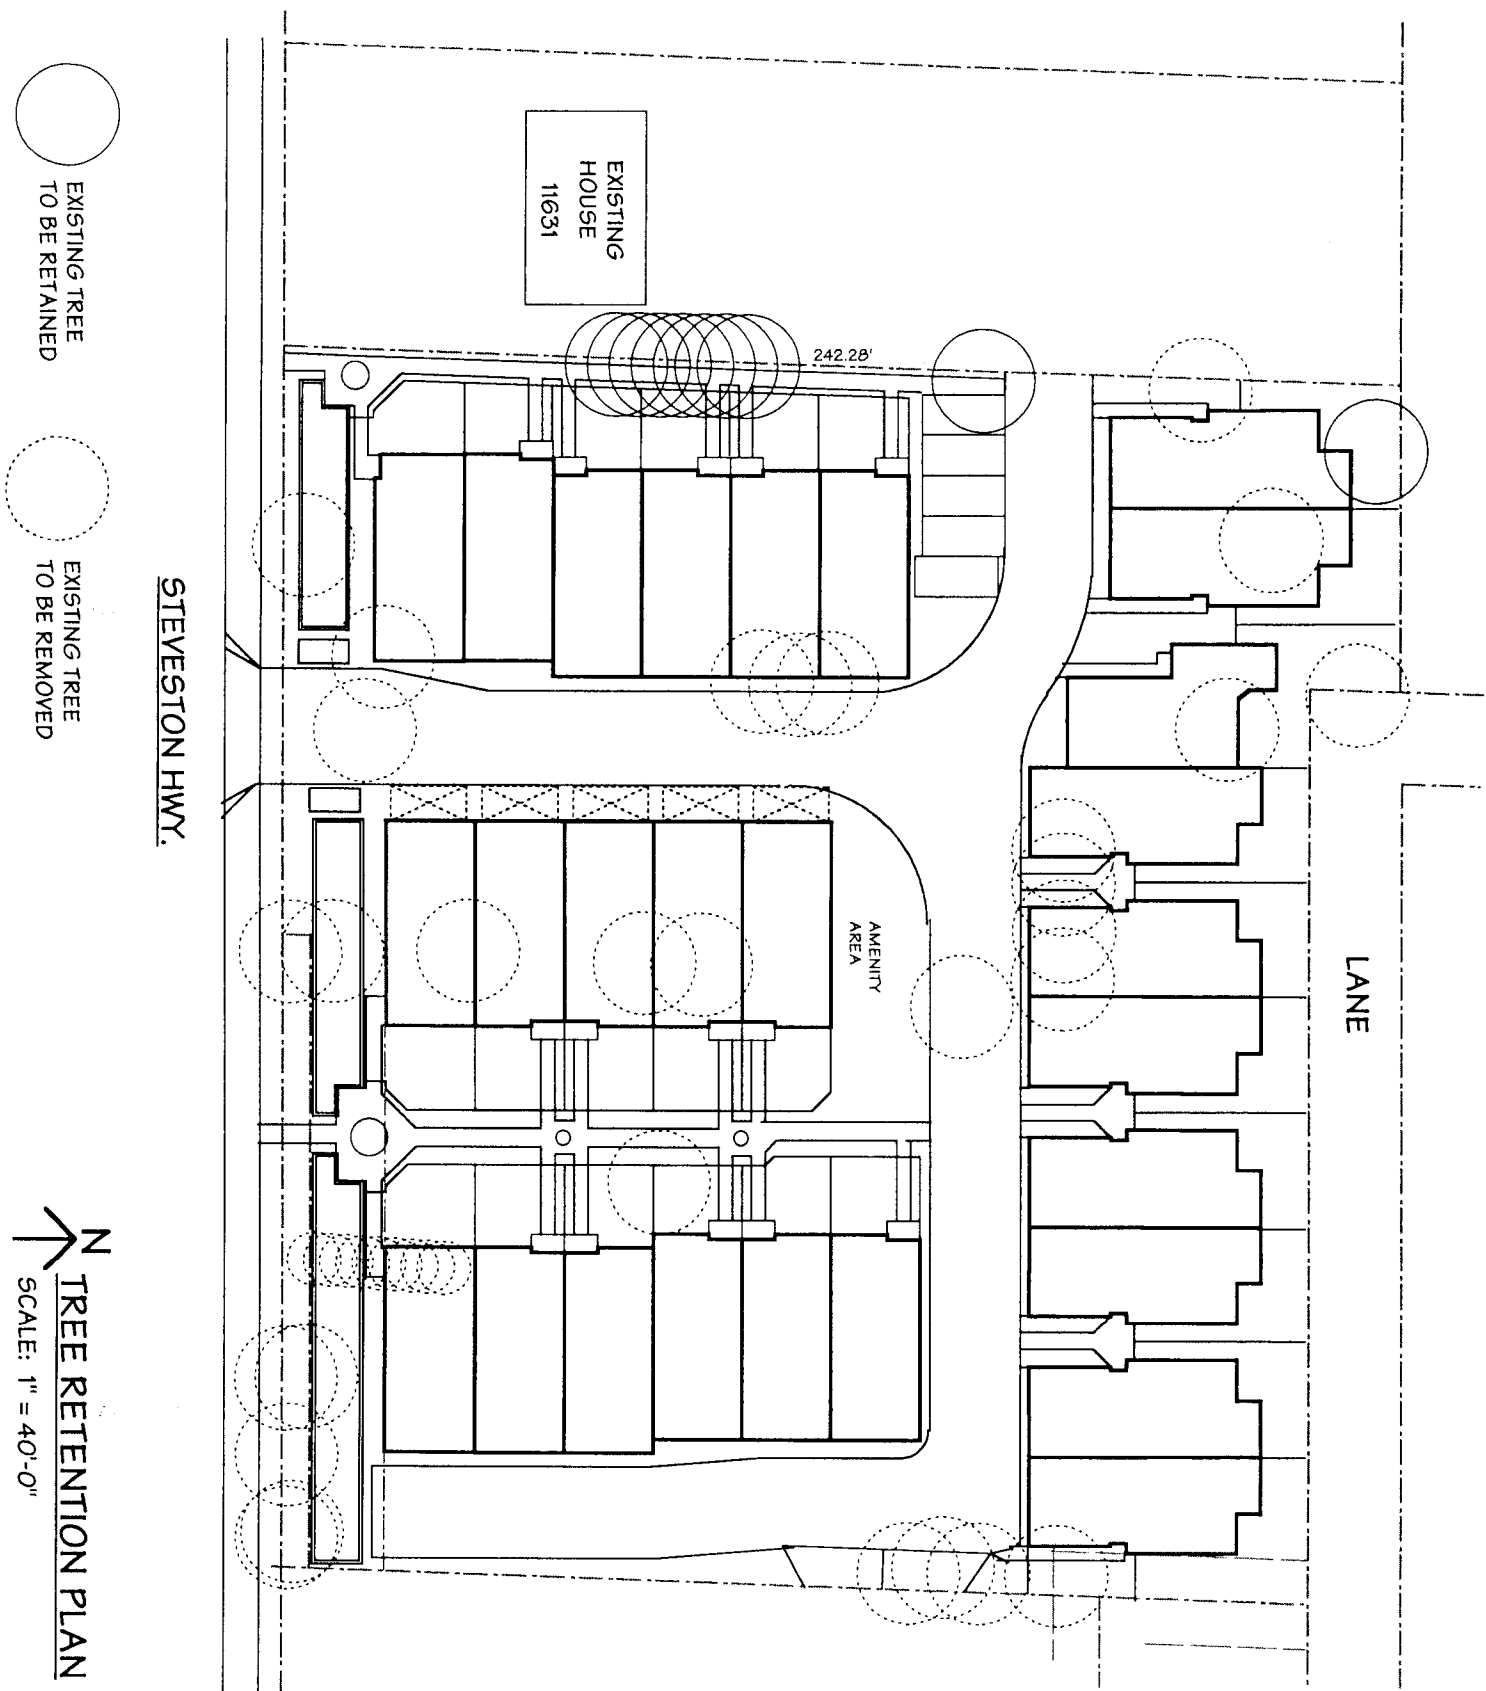 EXISTING TREE
TO BE RETAINED
EXISTING TREE
TO BE REMOVED
STEVESTON HWY.
EXISTING
HOUSE
11631
242.28'
AMENITY
AREA
LANE
N
TREE RETENTION PLAN
SCALE: 1" = 40'-0"